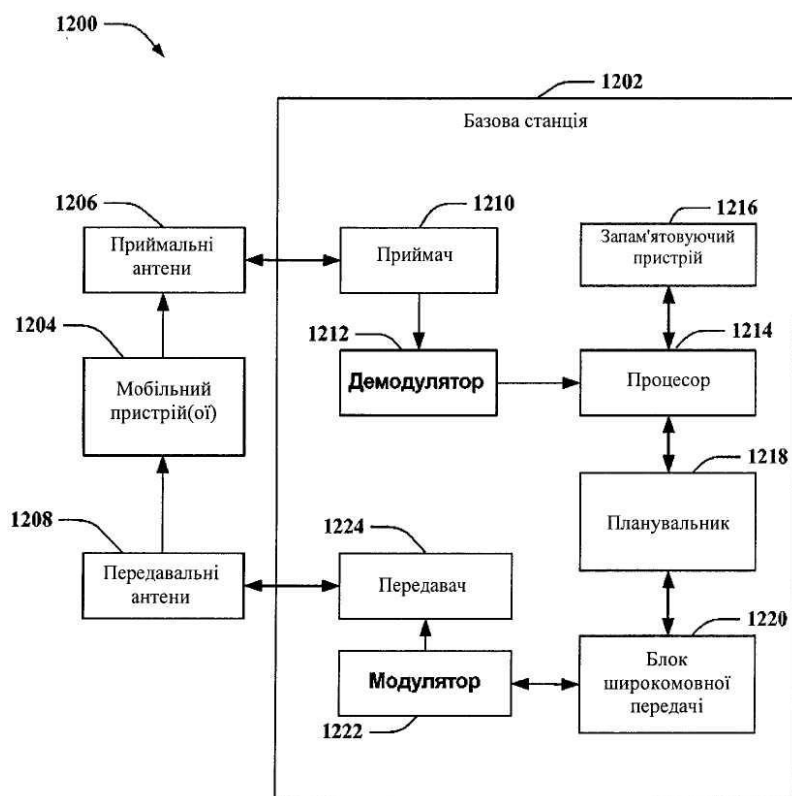 1200
1202
Базова станція
1206
1210
1216
Приймальні
антени
Приймач
Запам'ятовуючий
пристрій
1204
1212
1214
Мобільний
пристрій(ої)
Демодулятор
Процесор
1218
1208
1224
Планувальник
Передавальні
антени
Передавач
1220
Модулятор
Блок
широкомовної
передачі
1222